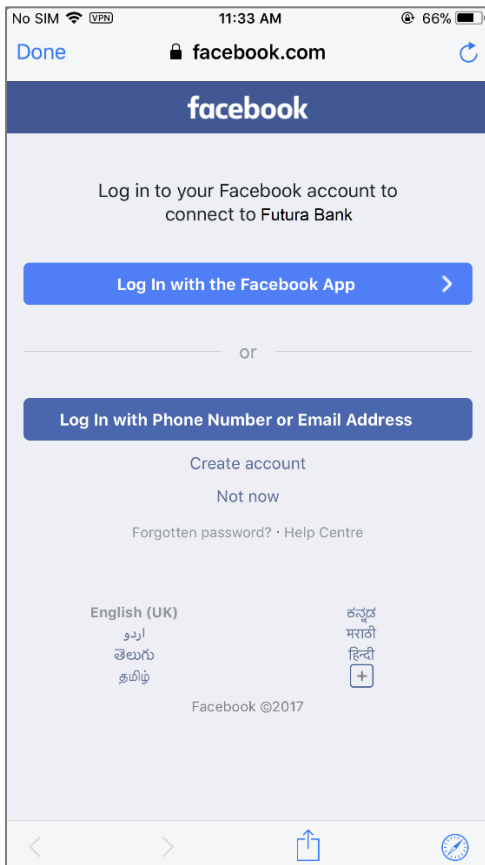 No SIM VPN 11:33 AM 66%
Done facebook.com
facebook
Log in to your Facebook account to
connect to Futura Bank
Log In with the Facebook App
or
Log In with Phone Number or Email Address
Create account
Not now
Forgotten password? · Help Centre
English (UK) ಕನ್ನಡ
اردو मराठी
తెలుగు हिन्दी
தமிழ் +
Facebook ©2017